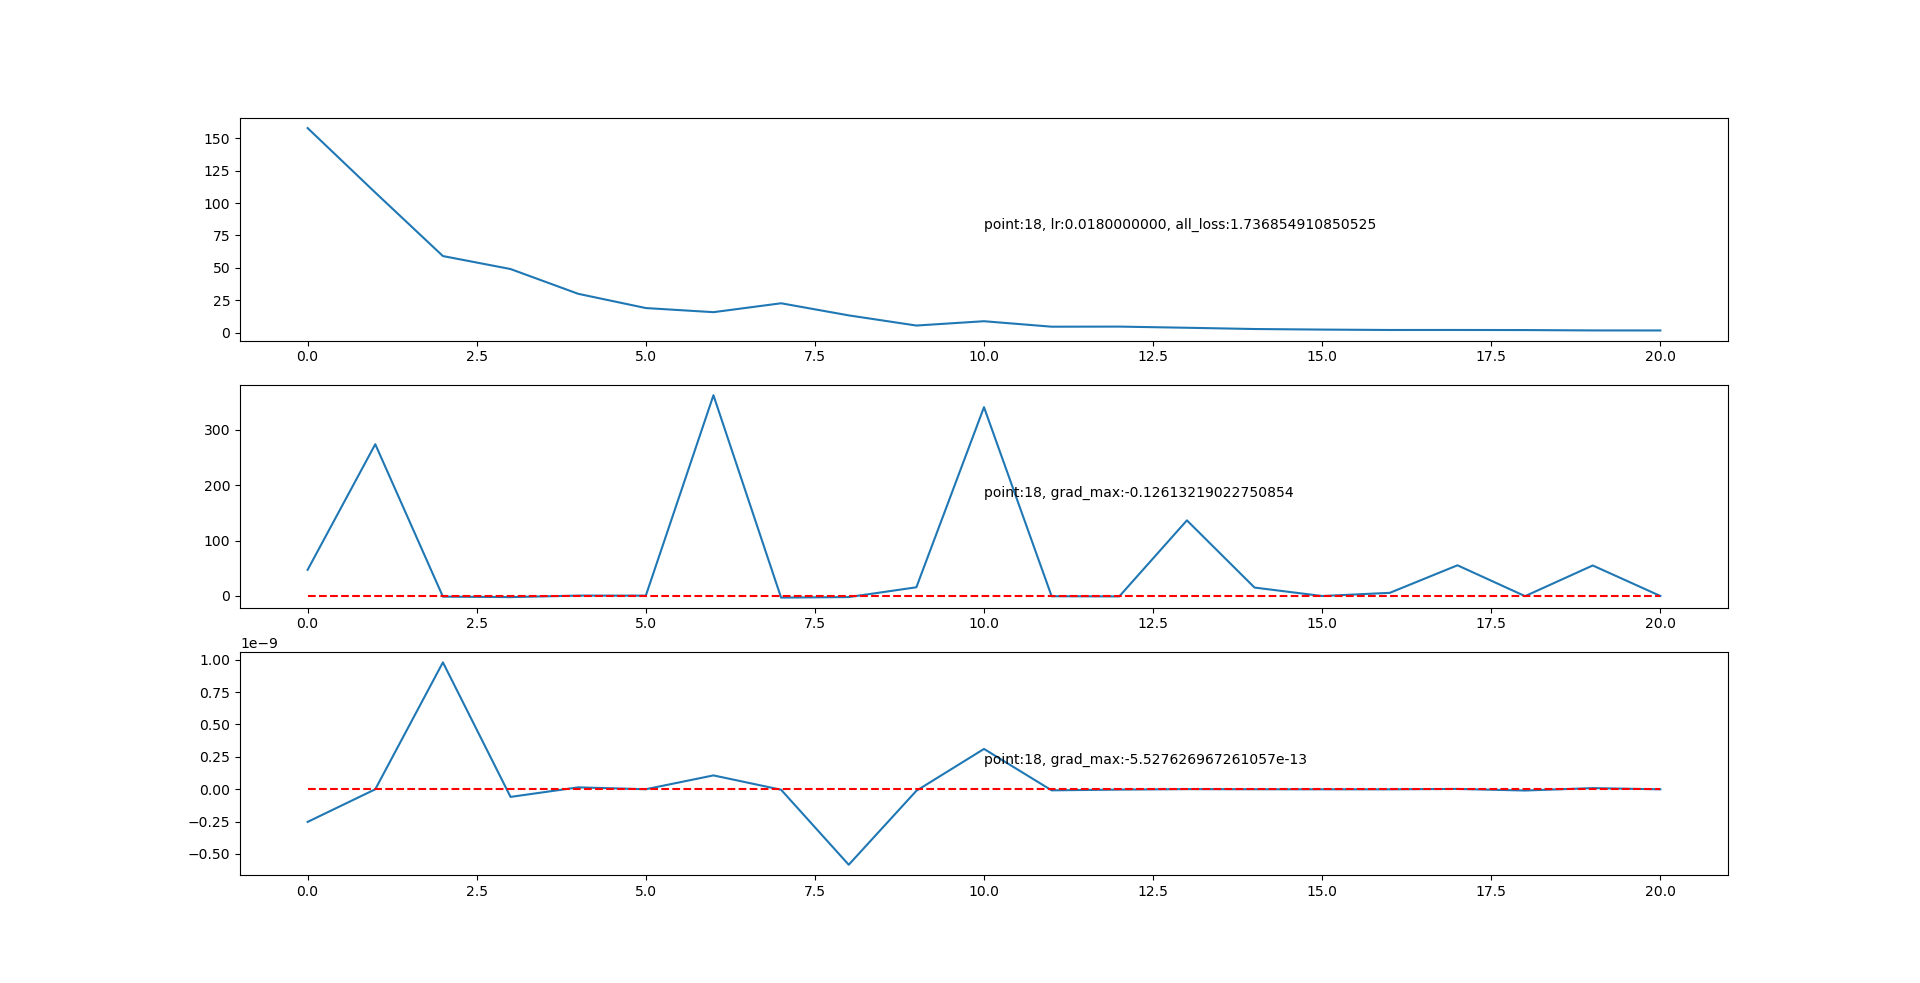 150
125
100
75
50
25
0
point:18, lr:0.0180000000, all_loss:1.736854910850525
0.0 2.5 5.0 7.5 10.0 12.5 15.0 17.5 20.0
300
200
100
0
point:18, grad_max:-0.12613219022750854
0.0 2.5 5.0 7.5 10.0 12.5 15.0 17.5 20.0
1e−9
1.00
0.75
0.50
0.25
0.00
−0.25
−0.50
point:18, grad_max:-5.527626967261057e-13
0.0 2.5 5.0 7.5 10.0 12.5 15.0 17.5 20.0